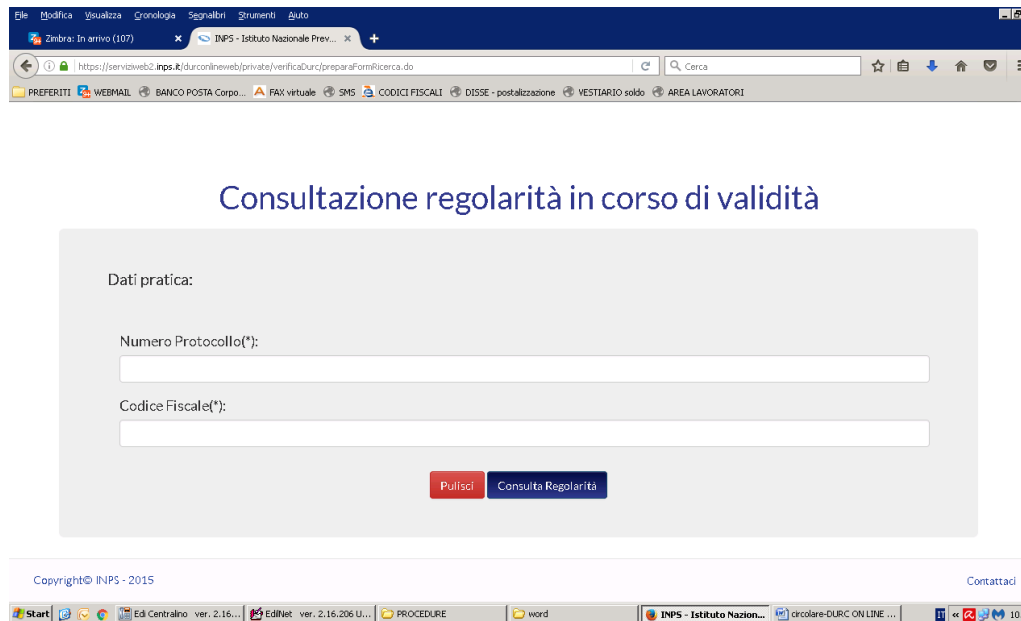 File Modifica Visualizza Cronologia Segnalibri Strumenti Aiuto
Zimbra: In arrivo (107) INPS - Istituto Nazionale Prev...
https://serviziweb2.inps.it/durconlineweb/private/verificaDurc/preparaFormRicerca.do Cerca
PREFERITI WEBMAIL BANCO POSTA Corpo... FAX virtuale SMS CODICI FISCALI DISSE - postalizzazione VESTIARIO soldo AREA LAVORATORI
Consultazione regolarità in corso di validità
Dati pratica:
Numero Protocollo(*):
Codice Fiscale(*):
Pulisci Consulta Regolarità
Copyright© INPS - 2015 Contattaci
Start Edi Centralino ver. 2.16... EdilNet ver. 2.16.206 U... PROCEDURE word INPS - Istituto Nazion... circolare-DURC ON LINE ... IT « 10